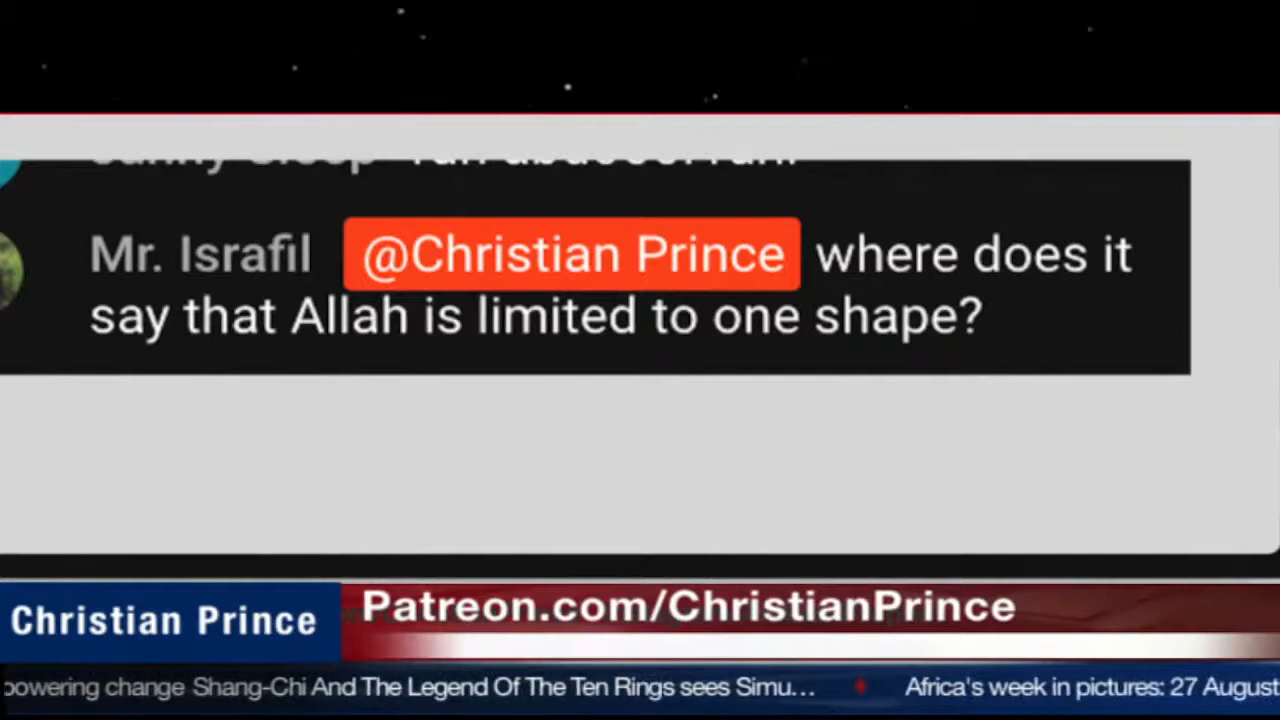 Mr. Israfil @Christian Prince where does it
say that Allah is limited to one shape?
Christian Prince
Patreon.com/ChristianPrince
change Shang-Chi And The Legend Of The Ten Rings sees Simu... Africa's week in pictures: 27 August